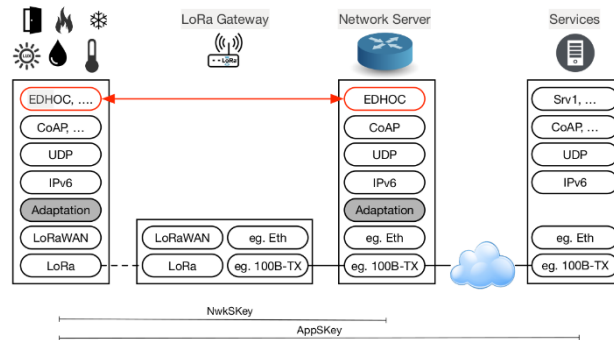 LoRa Gateway
Network Server
Services
LoRa
EDHOC, ....
CoAP, ...
UDP
IPv6
Adaptation
LoRaWAN
LoRa
LoRaWAN
eg. Eth
LoRa
eg. 100B-TX
EDHOC
CoAP
UDP
IPv6
Adaptation
eg. Eth
eg. 100B-TX
Srv1, ...
CoAP, ...
UDP
IPv6
eg. Eth
eg. 100B-TX
NwkSKey
AppSKey